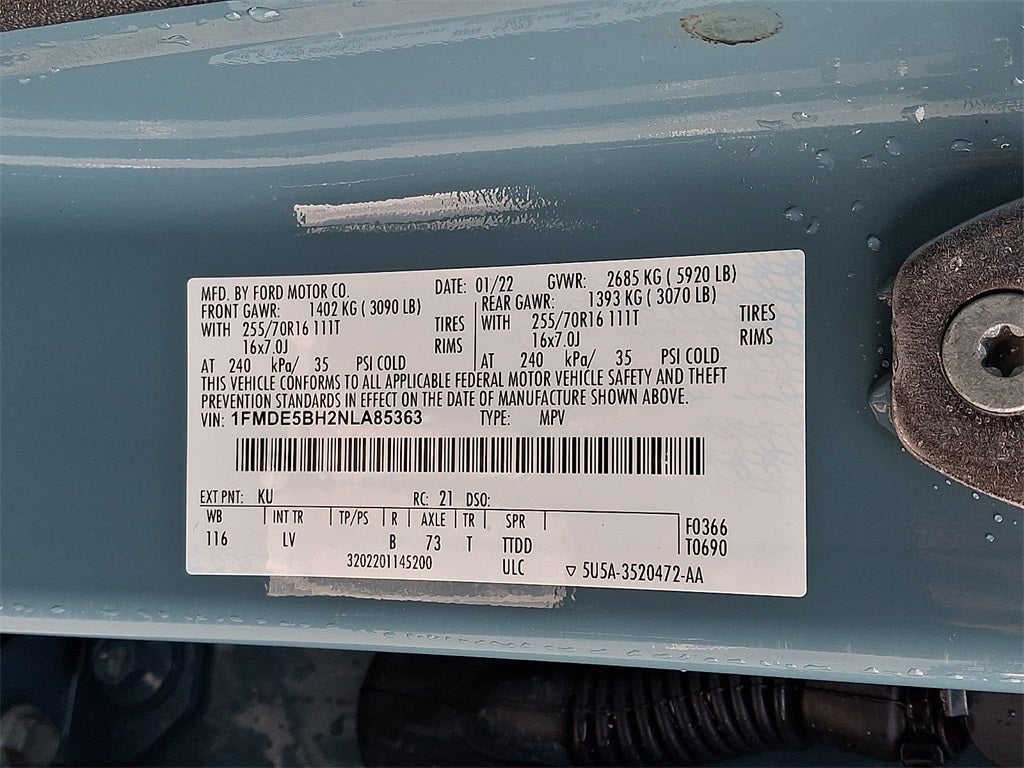 MFD. BY FORD MOTOR CO. DATE: 01/22 GVWR: 2685 KG ( 5920 LB)
FRONT GAWR: 1402 KG ( 3090 LB) REAR GAWR: 1393 KG ( 3070 LB)
WITH 255/70R16 111T TIRES WITH 255/70R16 111T TIRES
16x7.0J RIMS 16x7.0J RIMS
AT 240 kPa/ 35 PSI COLD AT 240 kPa/ 35 PSI COLD
THIS VEHICLE CONFORMS TO ALL APPLICABLE FEDERAL MOTOR VEHICLE SAFETY AND THEFT
PREVENTION STANDARDS IN EFFECT ON THE DATE OF MANUFACTURE SHOWN ABOVE.
VIN: 1FMDE5BH2NLA85363 TYPE: MPV
EXT PNT: KU RC: 21 DSO:
WB INT TR TP/PS R AXLE TR SPR F0366
116 LV B 73 T TTDD T0690
3202201145200 ULC ▽ 5U5A-3520472-AA